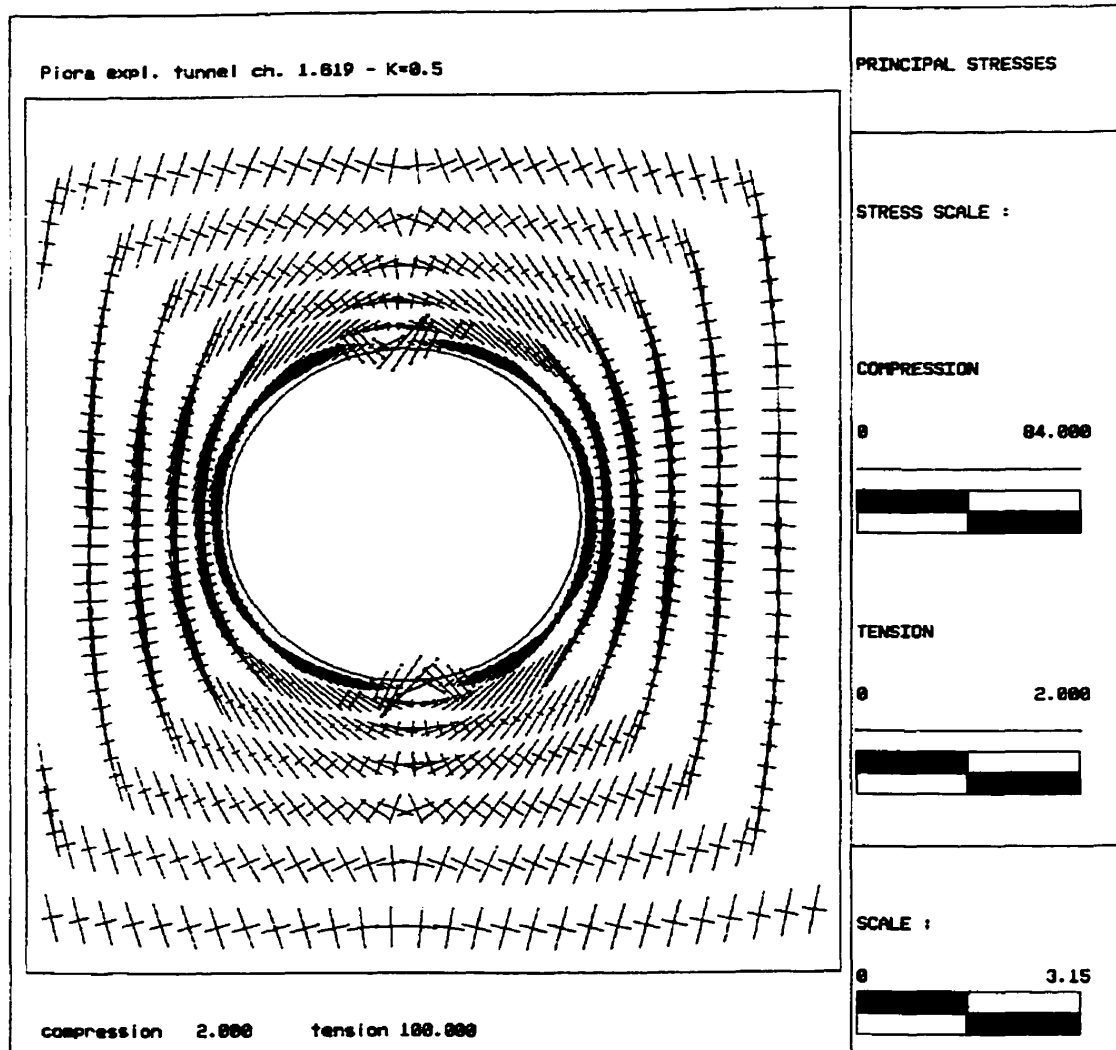 Piora expl. tunnel ch. 1.619 - K=0.5
PRINCIPAL STRESSES
STRESS SCALE :
COMPRESSION
0 84.000
TENSION
0 2.000
SCALE :
0 3.15
compression 2.000 tension 100.000